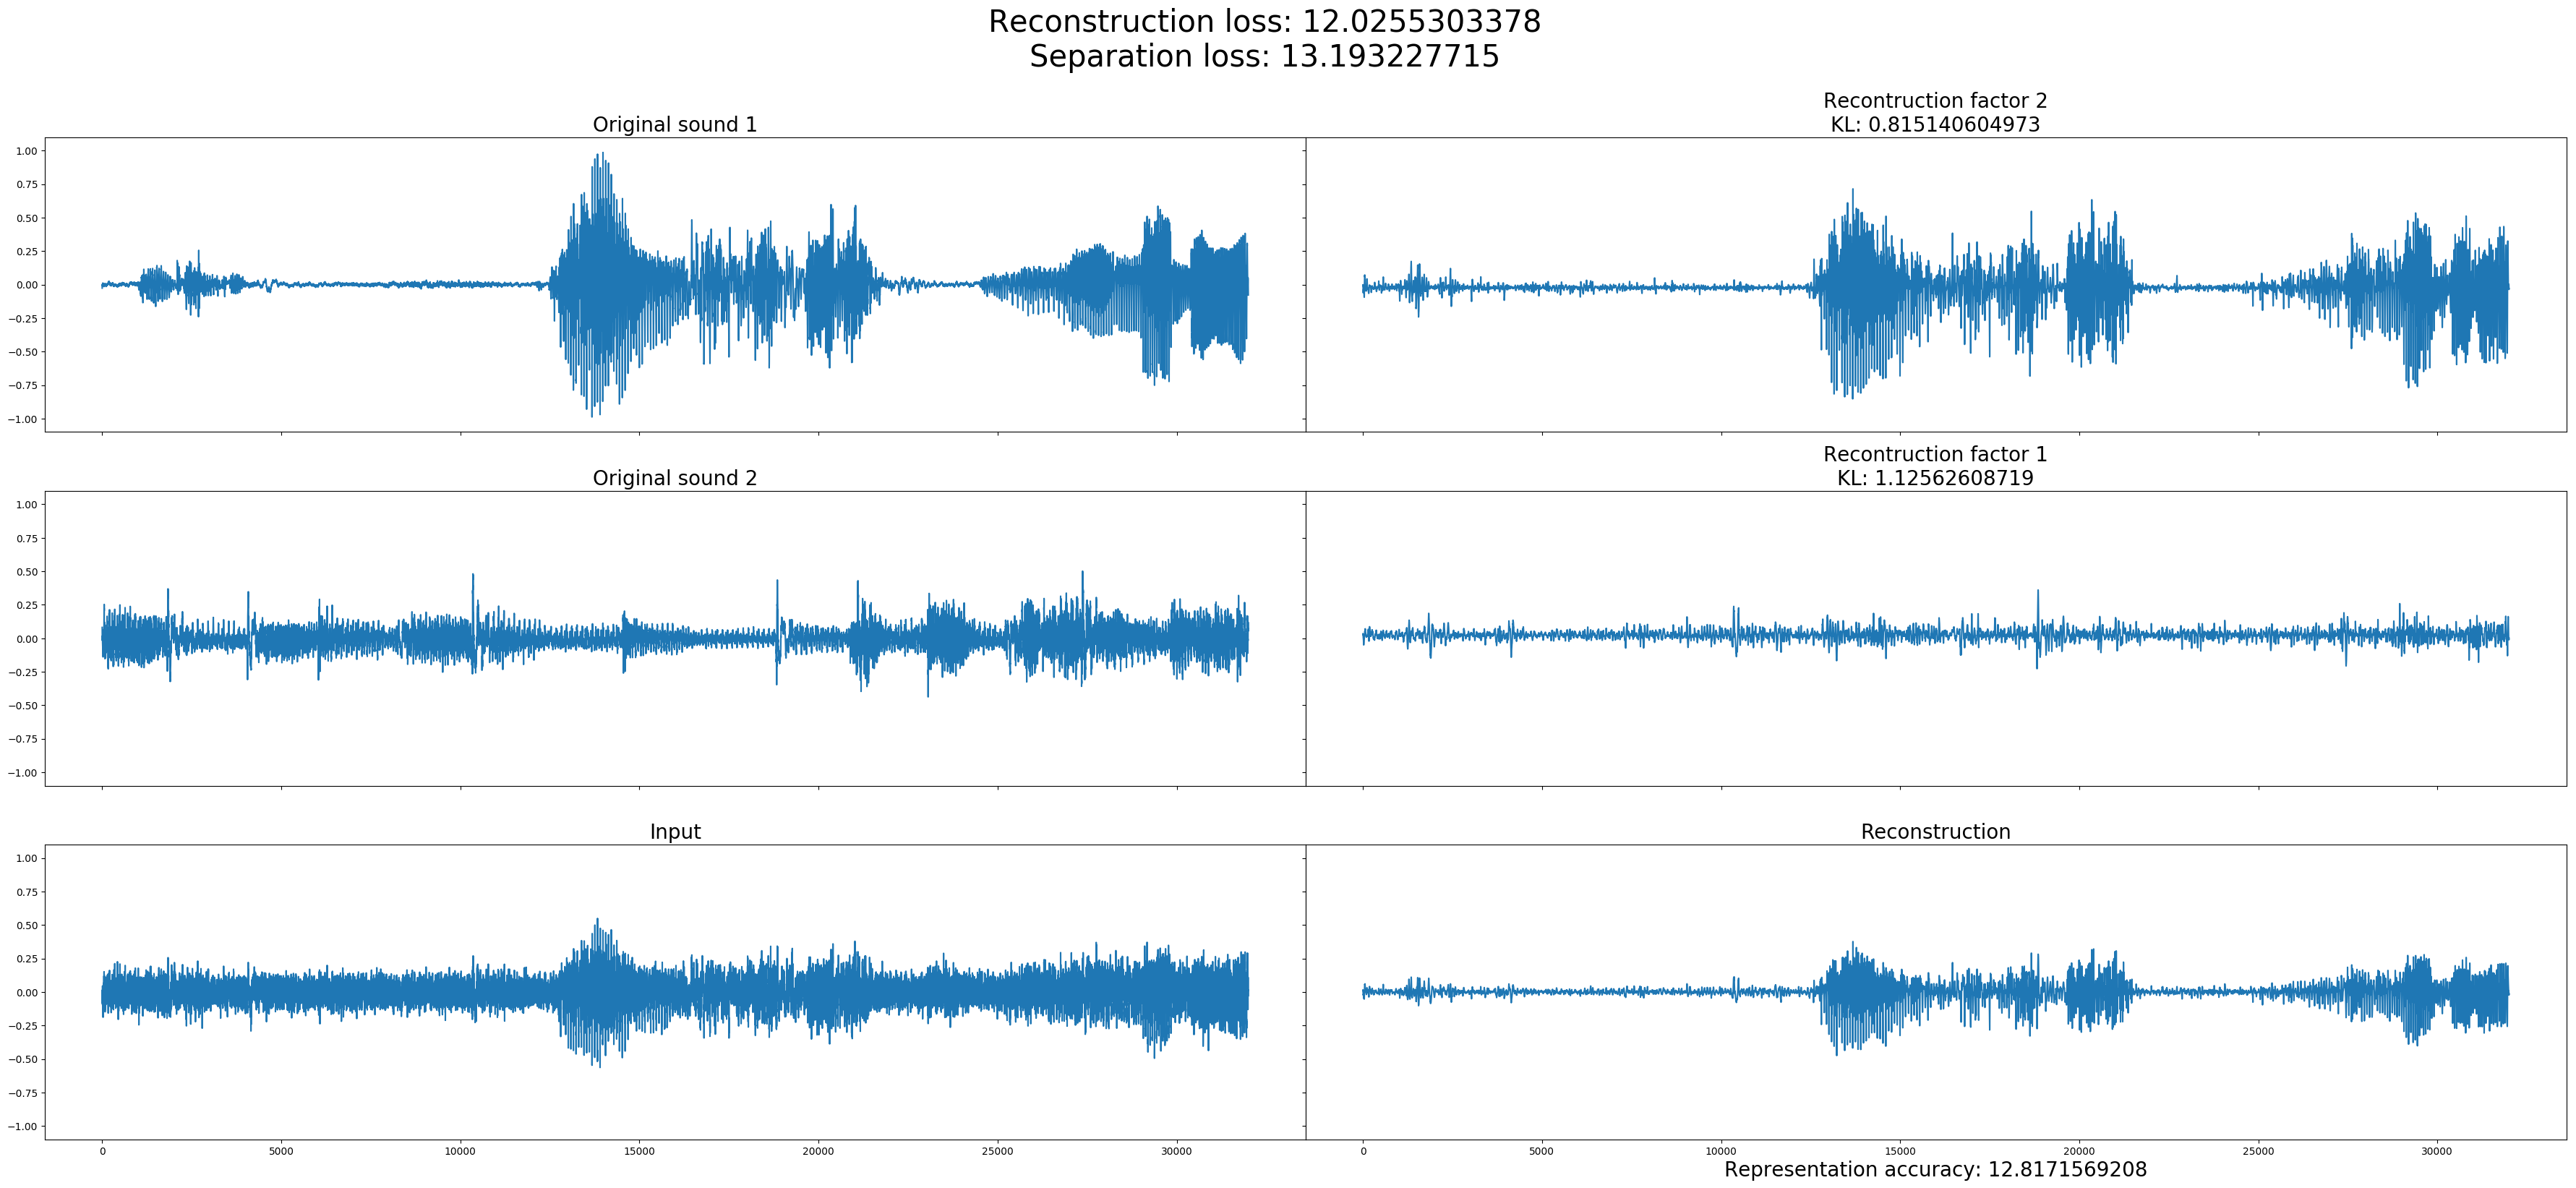 Reconstruction loss: 12.0255303378
Separation loss: 13.193227715
Original sound 1
Recontruction factor 2
KL: 0.815140604973
1.00
0.75
0.50
0.25
0.00
−0.25
−0.50
−0.75
−1.00
Original sound 2
Recontruction factor 1
KL: 1.12562608719
1.00
0.75
0.50
0.25
0.00
−0.25
−0.50
−0.75
−1.00
Input
Reconstruction
1.00
0.75
0.50
0.25
0.00
−0.25
−0.50
−0.75
−1.00
0 5000 10000 15000 20000 25000 30000
0 5000 10000 15000 20000 25000 30000
Representation accuracy: 12.8171569208